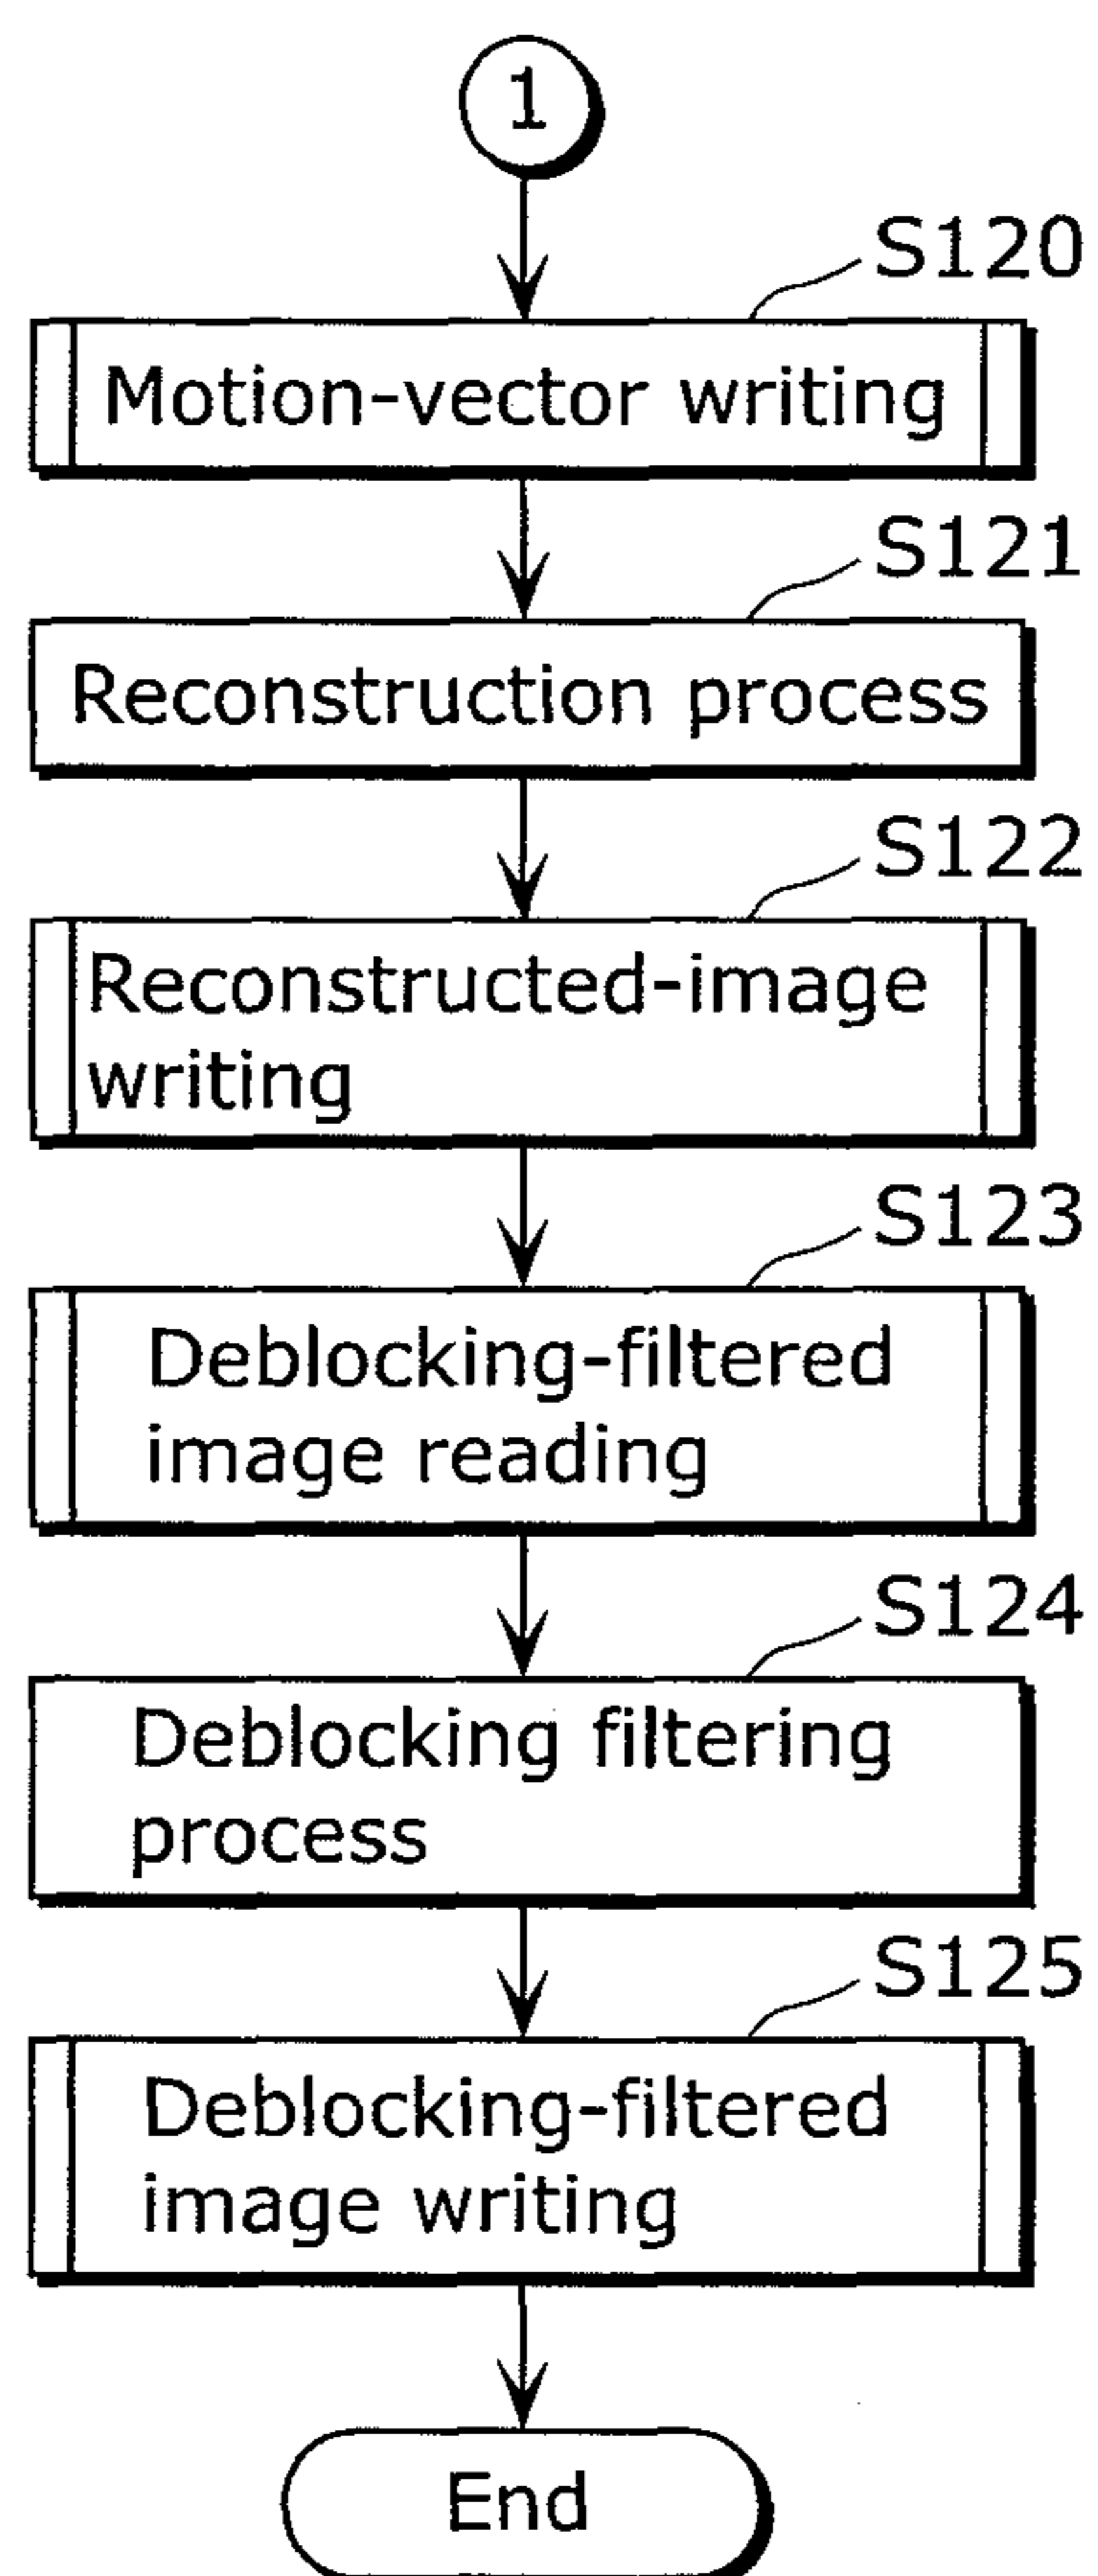 1
S120
Motion-vector writing
S121
Reconstruction process
S122
Reconstructed-image
writing
S123
Deblocking-filtered
image reading
S124
Deblocking filtering
process
S125
Deblocking-filtered
image writing
End